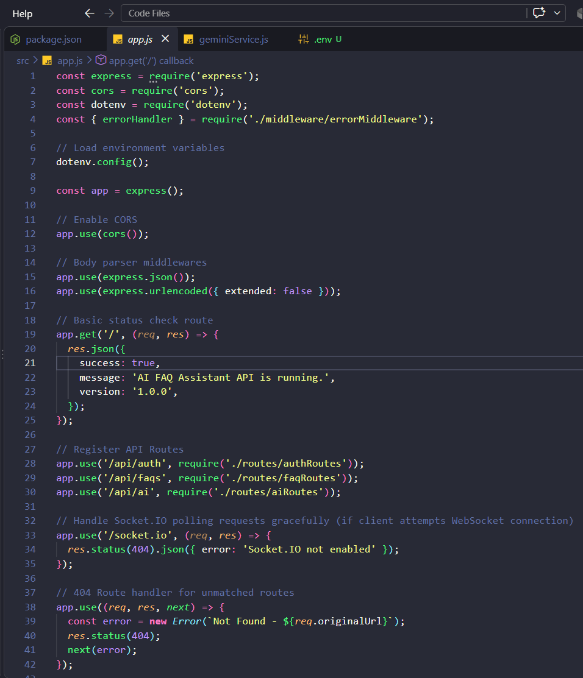 Help Code Files
package.json app.js geminiService.js .env U
src > app.js > app.get('/') callback
1 const express = require('express');
2 const cors = require('cors');
3 const dotenv = require('dotenv');
4 const { errorHandler } = require('./middleware/errorMiddleware');
5
6 // Load environment variables
7 dotenv.config();
8
9 const app = express();
10
11 // Enable CORS
12 app.use(cors());
13
14 // Body parser middlewares
15 app.use(express.json());
16 app.use(express.urlencoded({ extended: false }));
17
18 // Basic status check route
19 app.get('/', (req, res) => {
20 res.json({
21 success: true,
22 message: 'AI FAQ Assistant API is running.',
23 version: '1.0.0',
24 });
25 });
26
27 // Register API Routes
28 app.use('/api/auth', require('./routes/authRoutes'));
29 app.use('/api/faqs', require('./routes/faqRoutes'));
30 app.use('/api/ai', require('./routes/aiRoutes'));
31
32 // Handle Socket.IO polling requests gracefully (if client attempts WebSocket connection)
33 app.use('/socket.io', (req, res) => {
34 res.status(404).json({ error: 'Socket.IO not enabled' });
35 });
36
37 // 404 Route handler for unmatched routes
38 app.use((req, res, next) => {
39 const error = new Error(`Not Found - ${req.originalUrl}`);
40 res.status(404);
41 next(error);
42 });